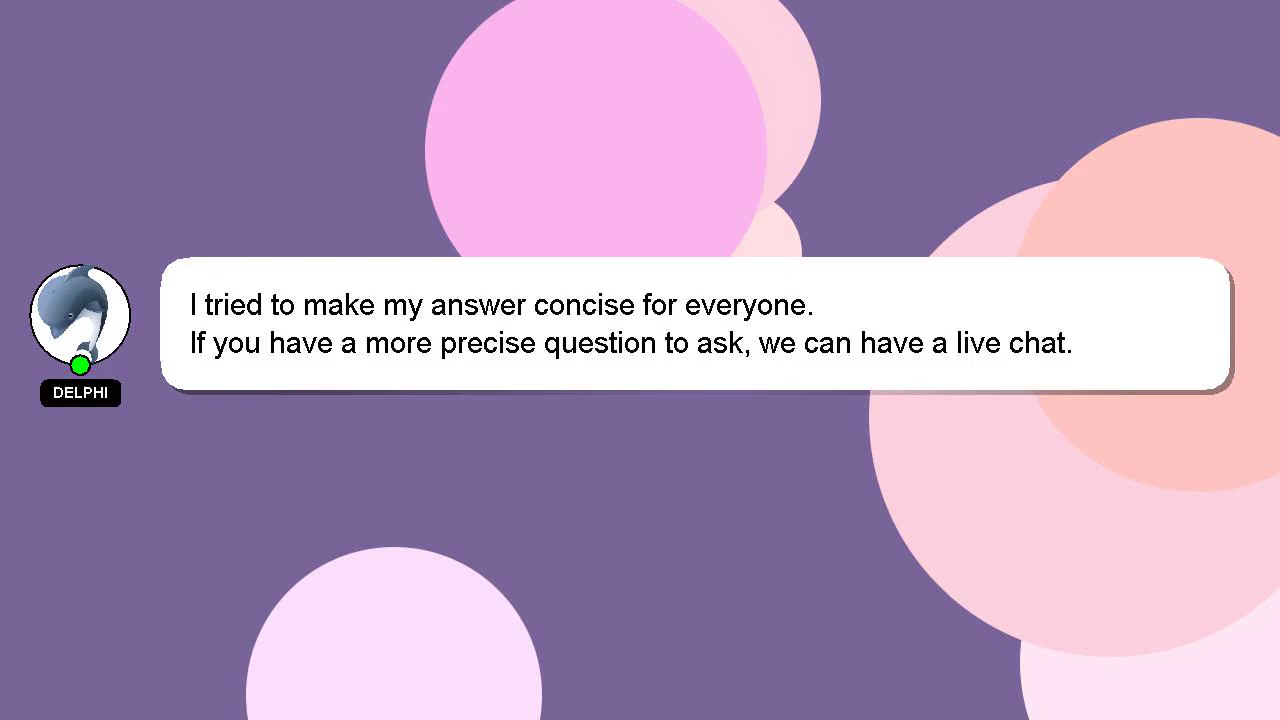 I tried to make my answer concise for everyone.
If you have a more precise question to ask, we can have a live chat.
DELPHI